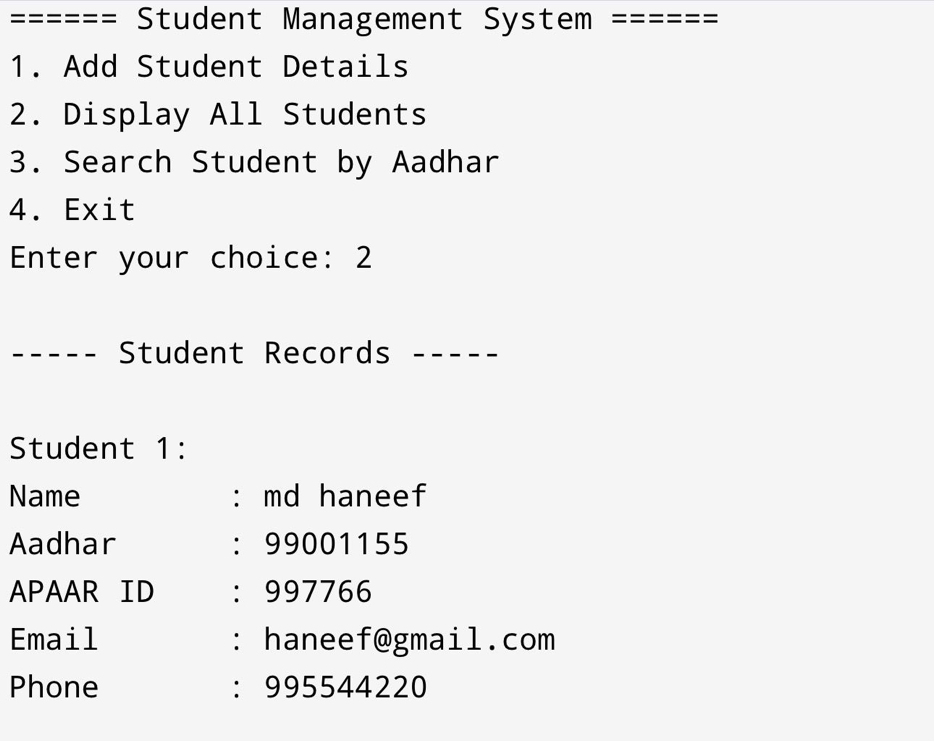 ====== Student Management System ======
1. Add Student Details
2. Display All Students
3. Search Student by Aadhar
4. Exit
Enter your choice: 2
----- Student Records -----
Student 1:
Name : md haneef
Aadhar : 99001155
APAAR ID : 997766
Email : haneef@gmail.com
Phone : 995544220